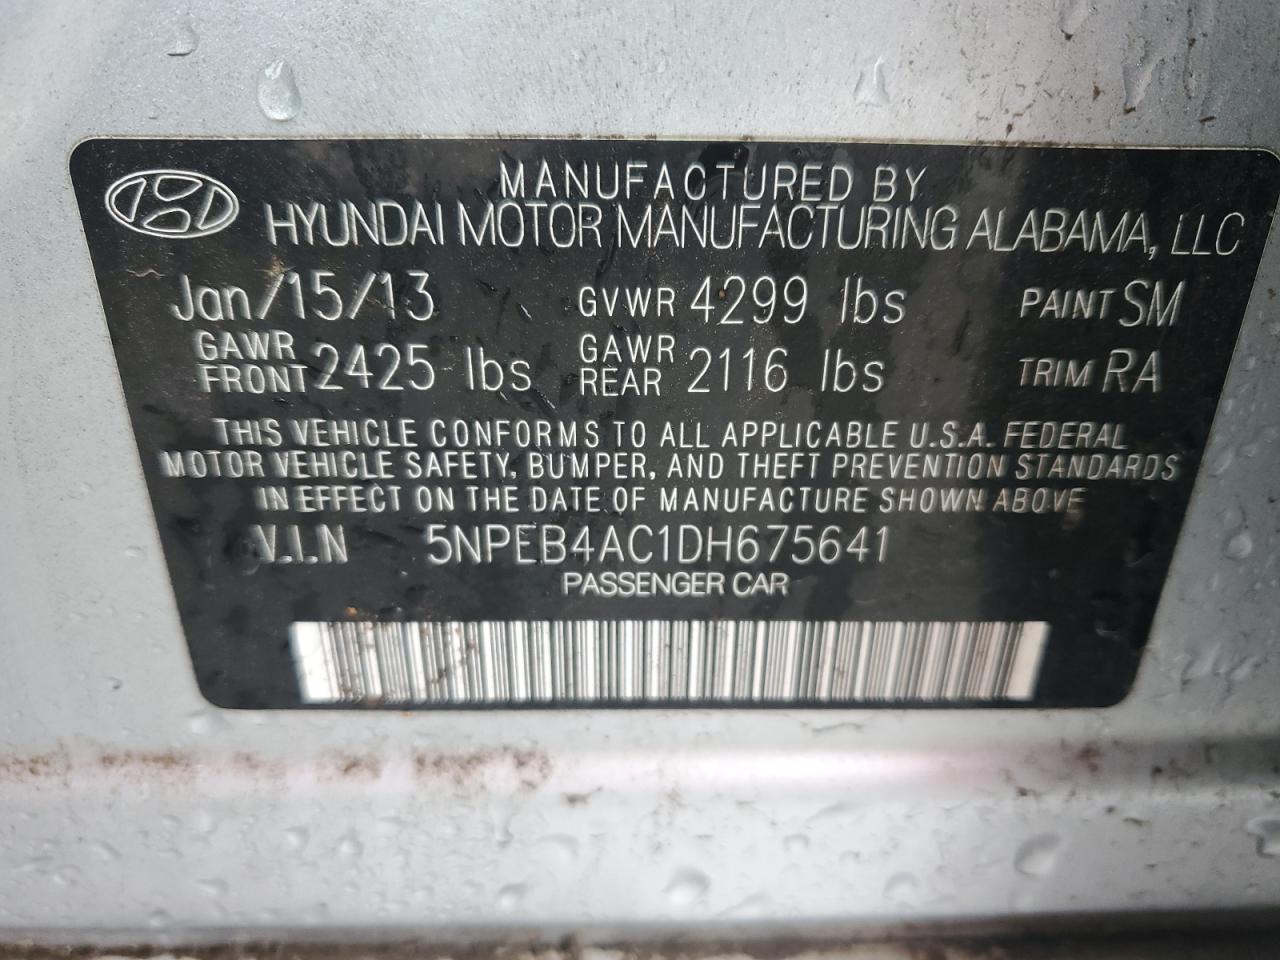 MANUFACTURED BY
HYUNDAI MOTOR MANUFACTURING ALABAMA, LLC
Jan/15/13 GVWR 4299 lbs PAINT SM
GAWR FRONT 2425 lbs GAWR REAR 2116 lbs TRIM RA
THIS VEHICLE CONFORMS TO ALL APPLICABLE U.S.A. FEDERAL
MOTOR VEHICLE SAFETY, BUMPER, AND THEFT PREVENTION STANDARDS
IN EFFECT ON THE DATE OF MANUFACTURE SHOWN ABOVE
V.I.N 5NPEB4AC1DH675641
PASSENGER CAR